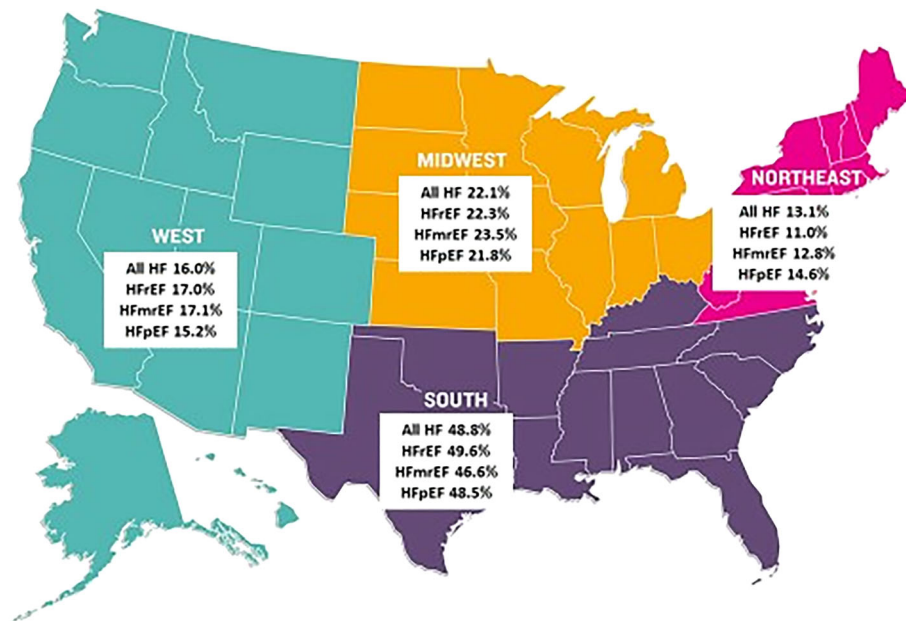 MIDWEST
All HF 22.1%
HFrEF 22.3%
HFmrEF 23.5%
HFpEF 21.8%
NORTHEAST
All HF 13.1%
HFrEF 11.0%
HFmrEF 12.8%
HFpEF 14.6%
WEST
All HF 16.0%
HFrEF 17.0%
HFmrEF 17.1%
HFpEF 15.2%
SOUTH
All HF 48.8%
HFrEF 49.6%
HFmrEF 46.6%
HFpEF 48.5%